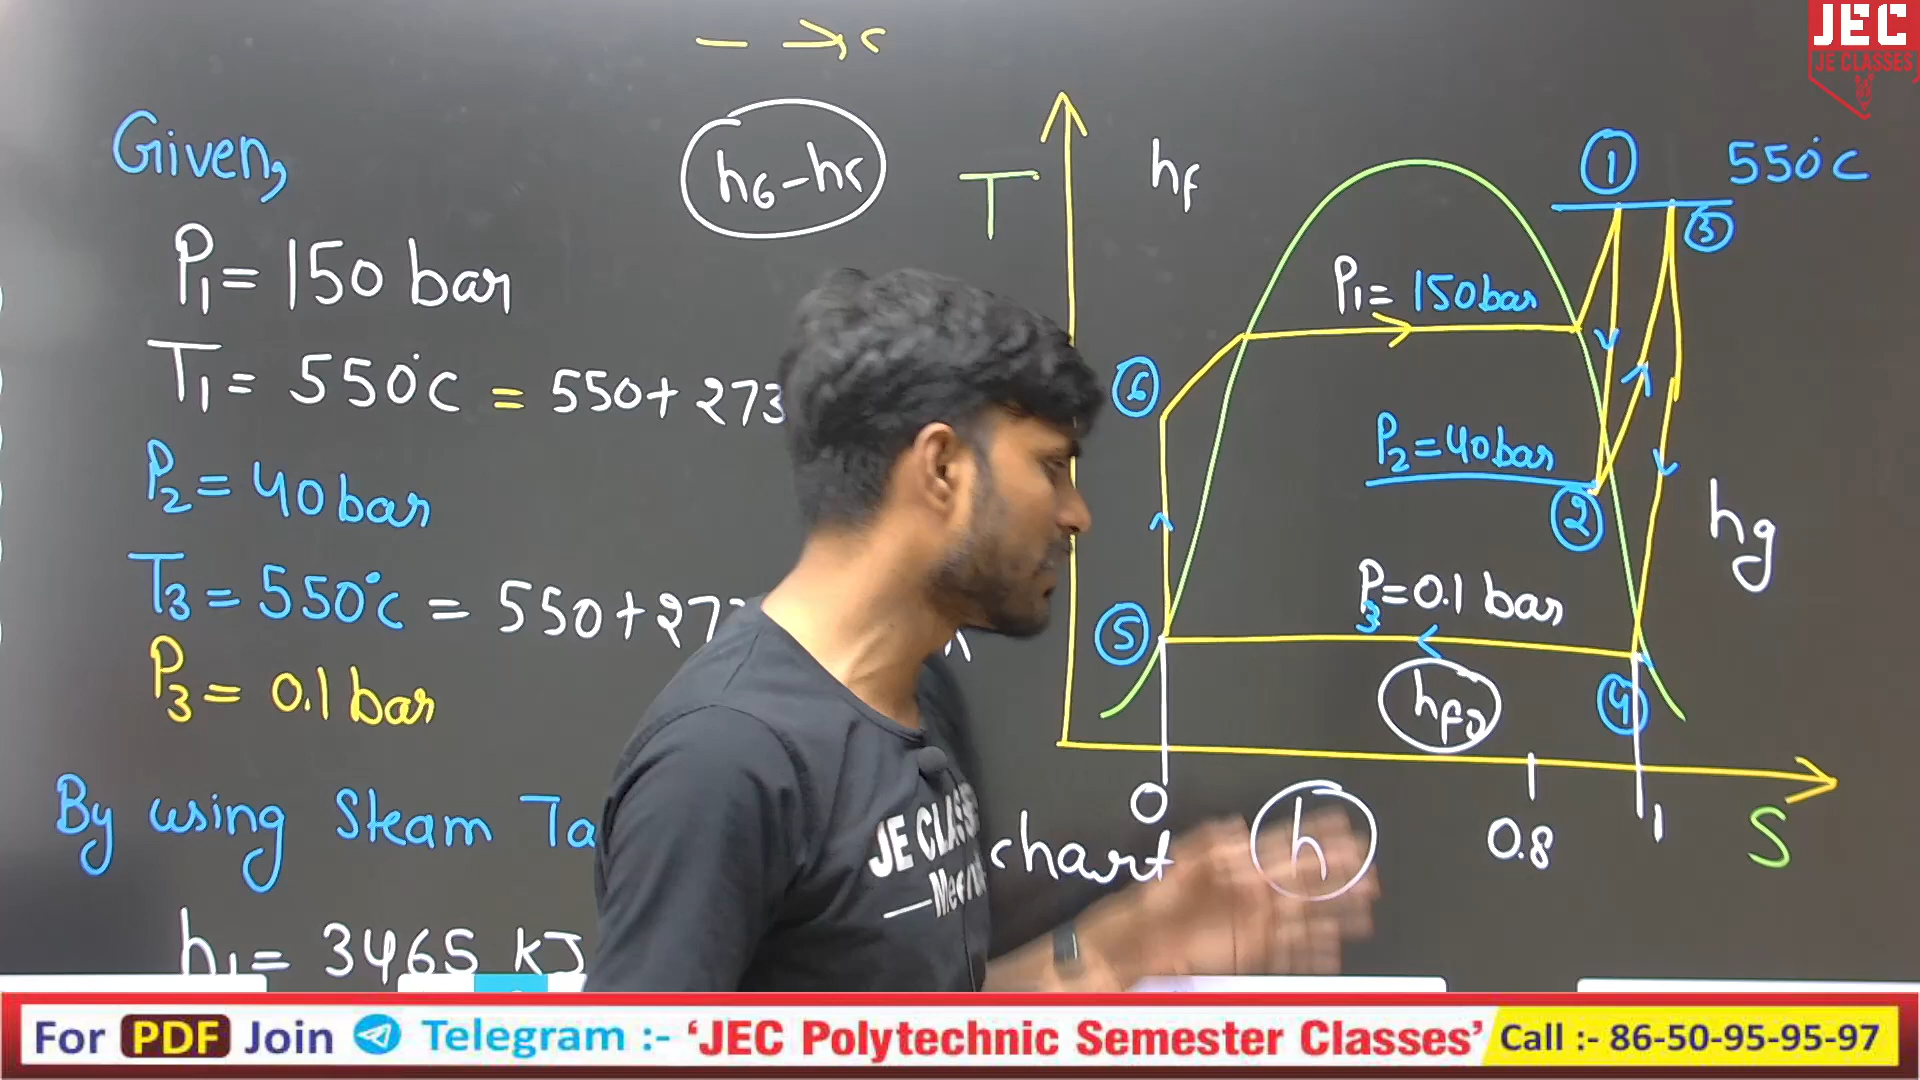 JEC
JE CLASSES
Given,
h6-h5
P1= 150 bar
T1= 550°C = 550+ 273
P2= 40 bar
T3= 550°C = 550+ 27
P3= 0.1 bar
By using Steam Ta
chart
h1= 3465 KJ
T
hf
1
550°C
3
P1= 150 bar
6
P2=40 bar
2
hg
P3=0.1 bar
5
4
0
h
0.8
1
S
JE CLASSES
For PDF Join Telegram :- 'JEC Polytechnic Semester Classes' Call :- 86-50-95-95-97